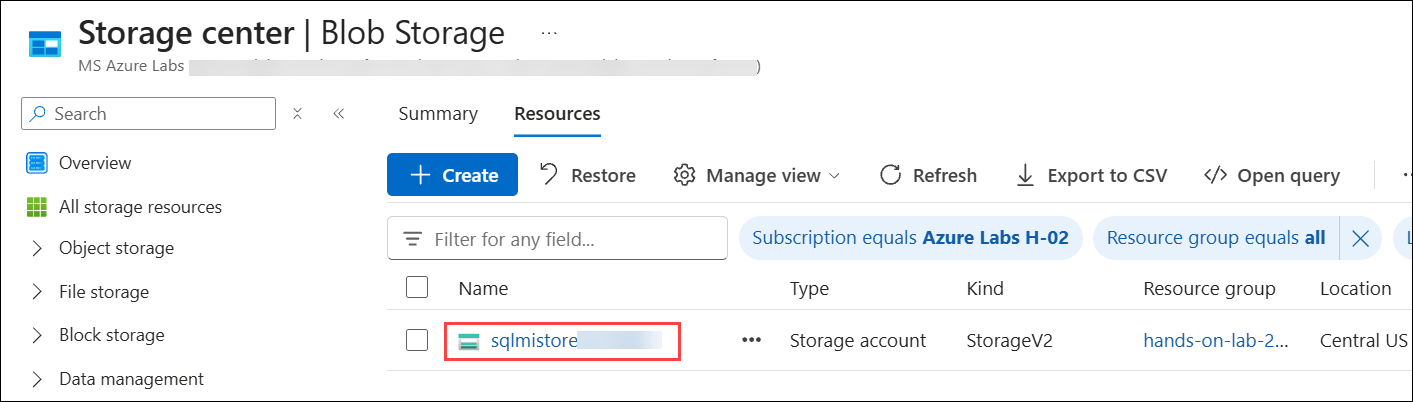 Storage center | Blob Storage ...
MS Azure Labs )
Search
Overview
All storage resources
Object storage
File storage
Block storage
Data management
Summary Resources
Create Restore Manage view Refresh Export to CSV Open query
Filter for any field... Subscription equals Azure Labs H-02 Resource group equals all L
Name Type Kind Resource group Location
sqlmistore Storage account StorageV2 hands-on-lab-2... Central US